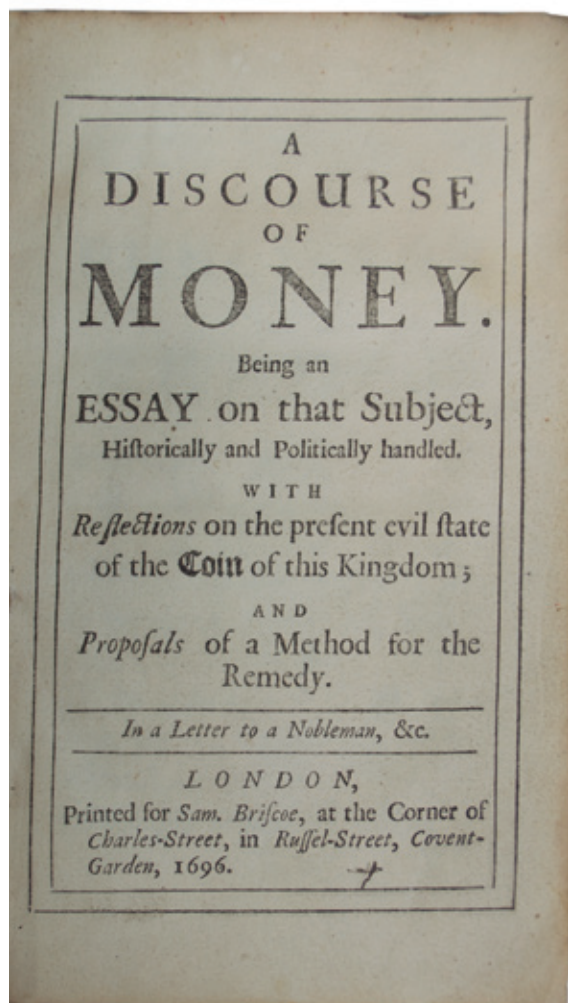 A
DISCOURSE
OF
MONEY.
Being an
ESSAY on that Subject,
Hiſtorically and Politically handled.
WITH
Reflections on the preſent evil ſtate
of the Coin of this Kingdom;
AND
Propoſals of a Method for the
Remedy.
In a Letter to a Nobleman, &c.
LONDON,
Printed for Sam. Briſcoe, at the Corner of
Charles-Street, in Ruſſel-Street, Covent-
Garden, 1696.